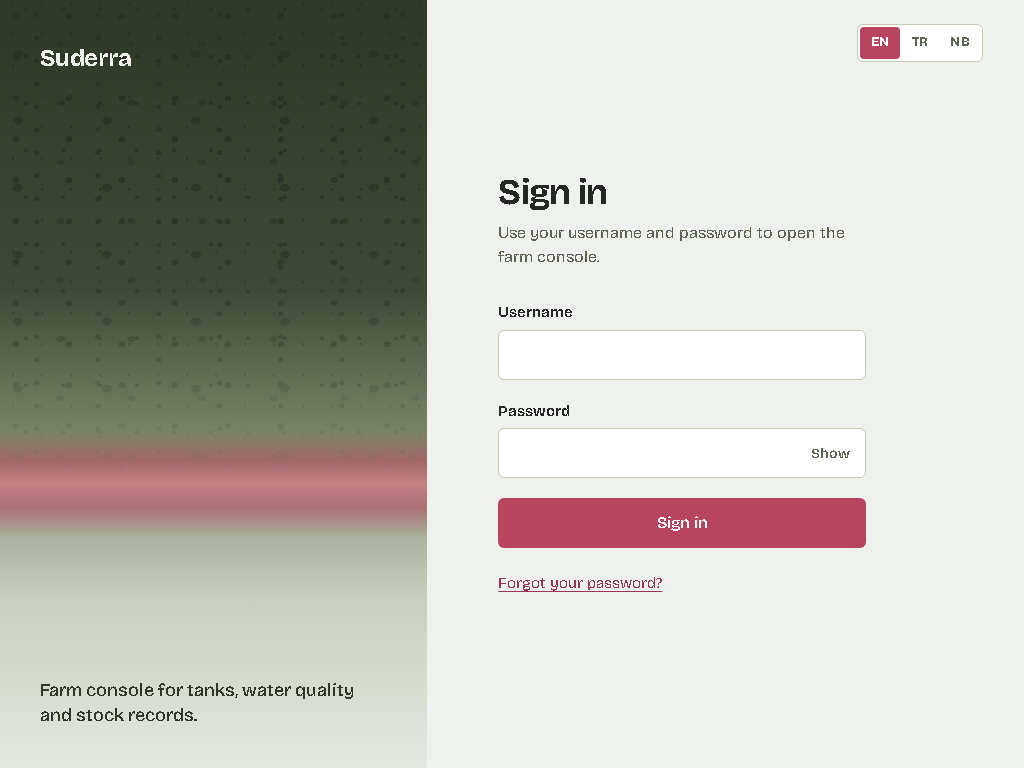 Suderra
EN TR NB
Sign in
Use your username and password to open the
farm console.
Username
Password
Show
Sign in
Forgot your password?
Farm console for tanks, water quality
and stock records.